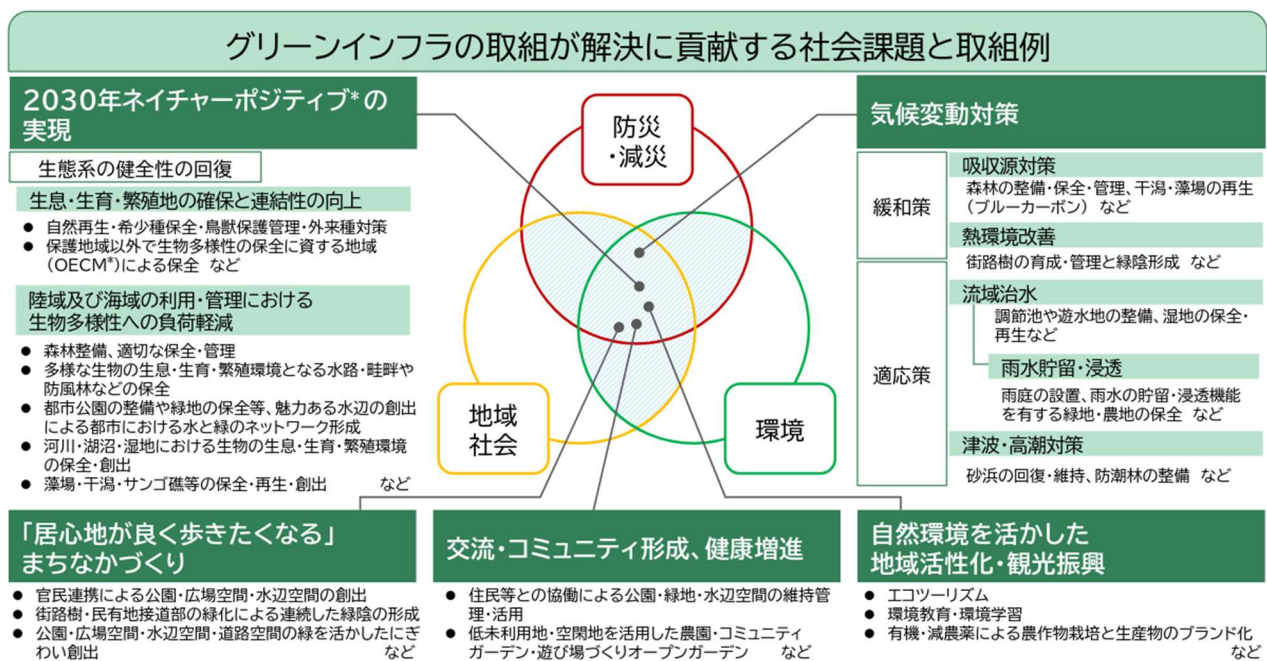 グリーンインフラの取組が解決に貢献する社会課題と取組例
2030年ネイチャーポジティブ*の
実現
生態系の健全性の回復
生息・生育・繁殖地の確保と連結性の向上
● 自然再生・希少種保全・鳥獣保護管理・外来種対策
● 保護地域以外で生物多様性の保全に資する地域
(OECM*)による保全 など
陸域及び海域の利用・管理における
生物多様性への負荷軽減
● 森林整備、適切な保全・管理
● 多様な生物の生息・生育・繁殖環境となる水路・畦畔や
防風林などの保全
● 都市公園の整備や緑地の保全等、魅力ある水辺の創出
による都市における水と緑のネットワーク形成
● 河川・湖沼・湿地における生物の生息・生育・繁殖環境
の保全・創出
● 藻場・干潟・サンゴ礁等の保全・再生・創出 など
防災
・減災
地域
社会
環境
気候変動対策
緩和策
吸収源対策
森林の整備・保全・管理、干潟・藻場の再生
(ブルーカーボン) など
熱環境改善
街路樹の育成・管理と緑陰形成 など
適応策
流域治水
調節池や遊水地の整備、湿地の保全・
再生など
雨水貯留・浸透
雨庭の設置、雨水の貯留・浸透機能
を有する緑地・農地の保全 など
津波・高潮対策
砂浜の回復・維持、防潮林の整備 など
「居心地が良く歩きたくなる」
まちなかづくり
● 官民連携による公園・広場空間・水辺空間の創出
● 街路樹・民有地接道部の緑化による連続した緑陰の形成
● 公園・広場空間・水辺空間・道路空間の緑を活かしたにぎ
わい創出 など
交流・コミュニティ形成、健康増進
● 住民等との協働による公園・緑地・水辺空間の維持管
理・活用
● 低未利用地・空閑地を活用した農園・コミュニティ
ガーデン・遊び場づくりオープンガーデン など
自然環境を活かした
地域活性化・観光振興
● エコツーリズム
● 環境教育・環境学習
● 有機・減農薬による農作物栽培と生産物のブランド化
など